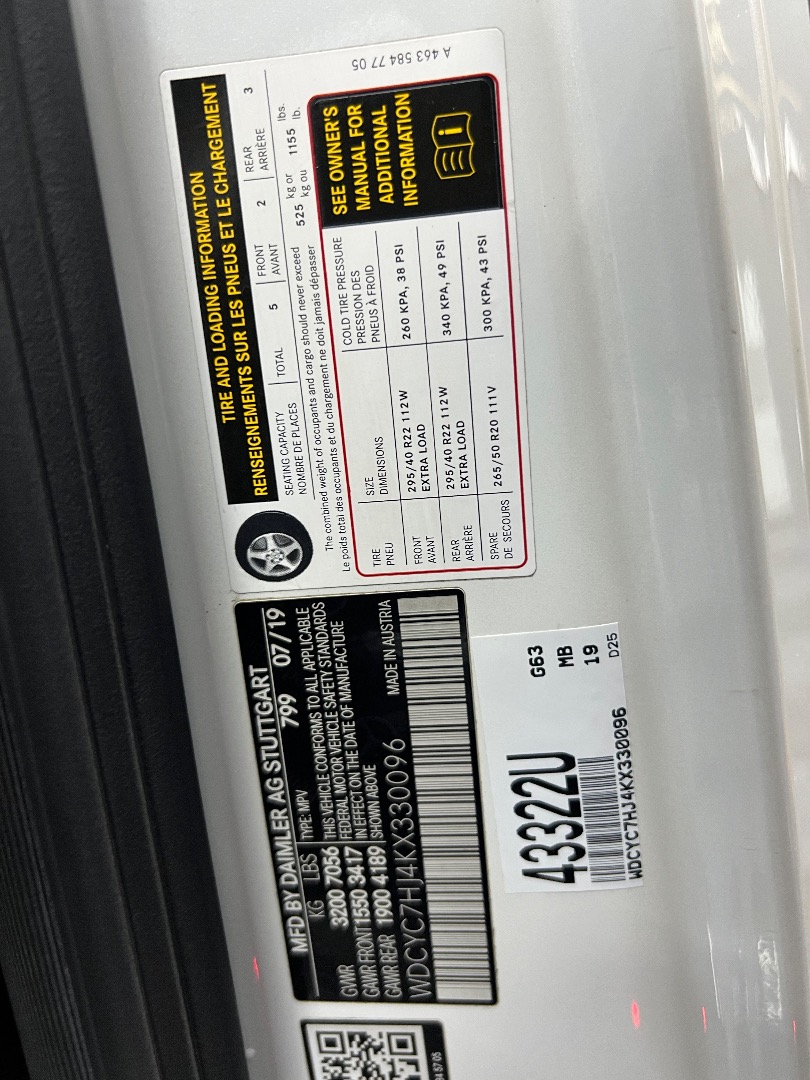 A 463 584 77 05
TIRE AND LOADING INFORMATION
RENSEIGNEMENTS SUR LES PNEUS ET LE CHARGEMENT
SEATING CAPACITY TOTAL 5 FRONT 2 REAR 3
NOMBRE DE PLACES AVANT ARRIÈRE
The combined weight of occupants and cargo should never exceed 525 kg or 1155 lbs.
Le poids total des occupants et du chargement ne doit jamais dépasser kg ou lb.
TIRE SIZE COLD TIRE PRESSURE
PNEU DIMENSIONS PRESSION DES
PNEUS À FROID
FRONT 295/40 R22 112W 260 KPA, 38 PSI
AVANT EXTRA LOAD
REAR 295/40 R22 112W 340 KPA, 49 PSI
ARRIÈRE EXTRA LOAD
SPARE 265/50 R20 111V 300 KPA, 43 PSI
DE SECOURS
SEE OWNER'S
MANUAL FOR
ADDITIONAL
INFORMATION
MFD BY DAIMLER AG STUTTGART
KG LBS TYPE: MPV 799 07/19
GVWR 3200 7056 THIS VEHICLE CONFORMS TO ALL APPLICABLE
GAWR FRONT 1550 3417 FEDERAL MOTOR VEHICLE SAFETY STANDARDS
GAWR REAR 1900 4189 IN EFFECT ON THE DATE OF MANUFACTURE
SHOWN ABOVE
WDCYC7HJ4KX330096 MADE IN AUSTRIA
43322U
G63
MB
19
D25
WDCYC7HJ4KX330096